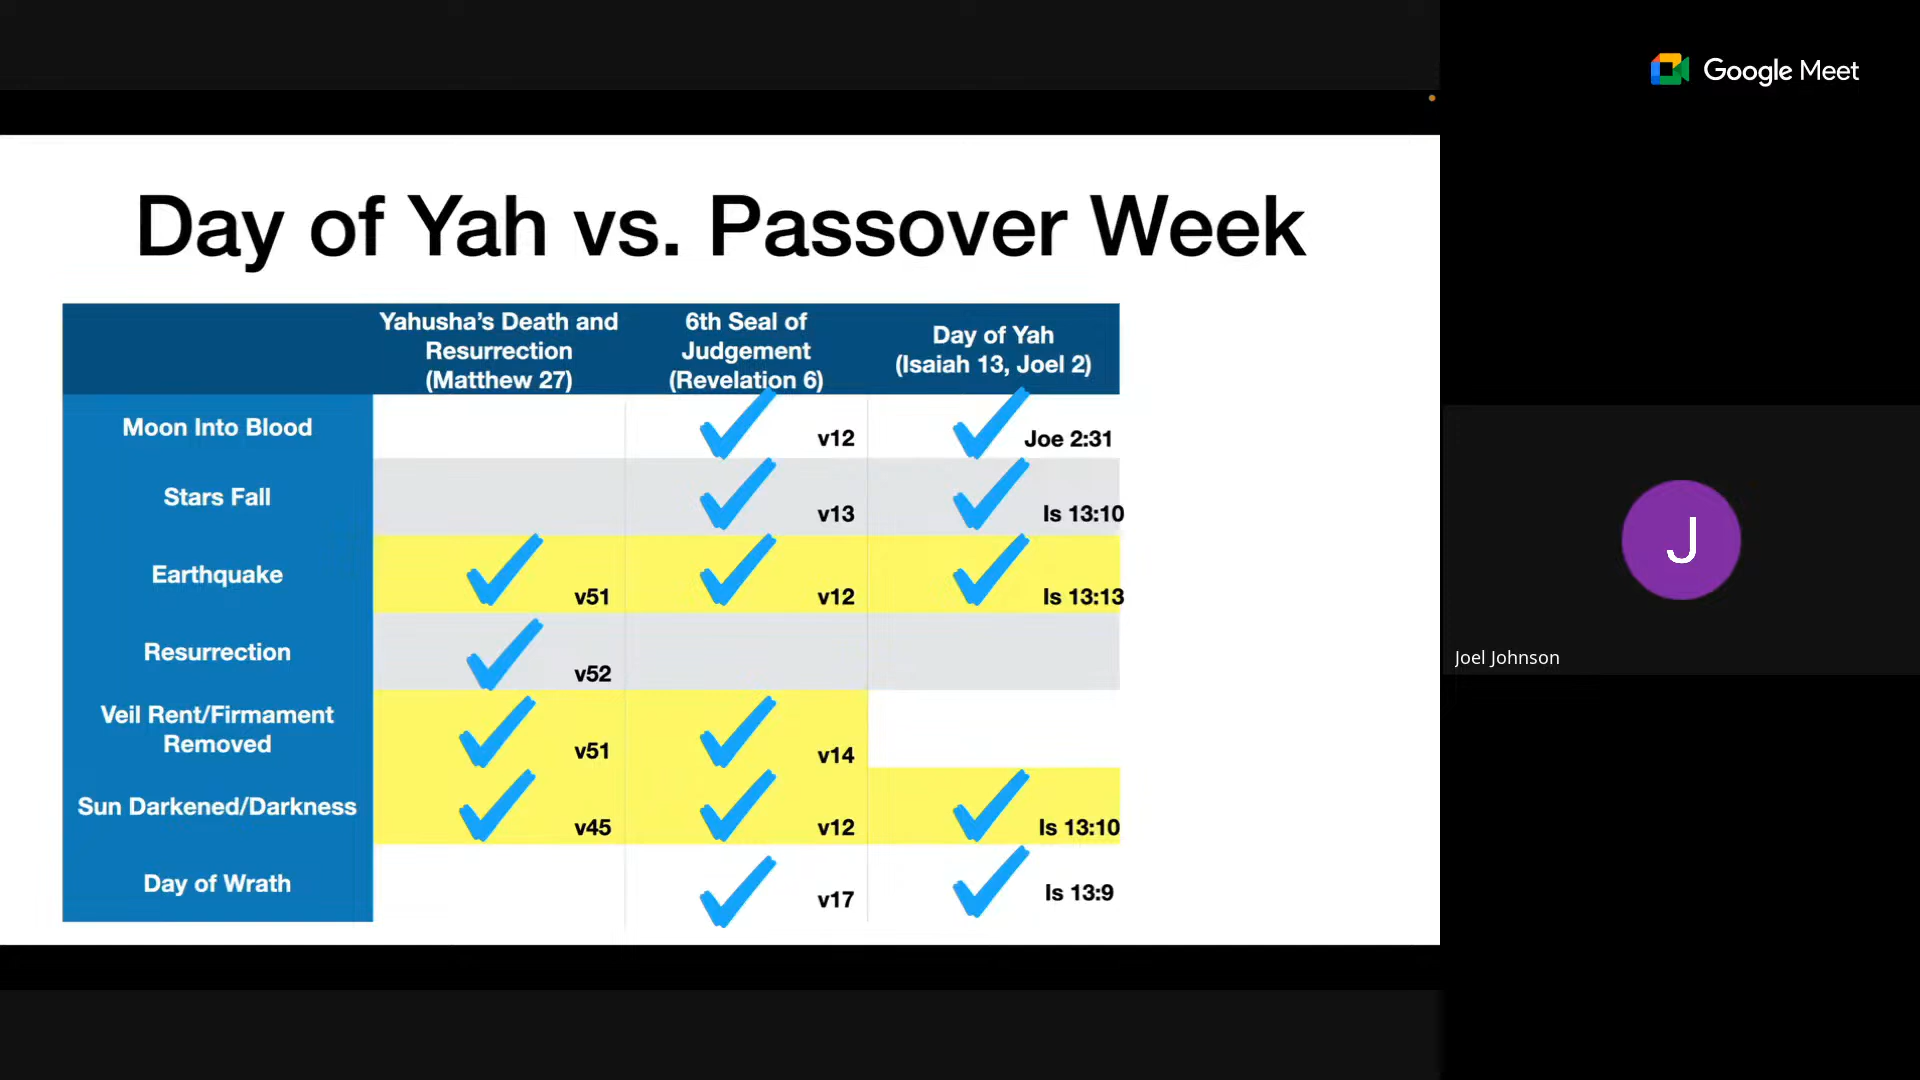 Google Meet
Day of Yah vs. Passover Week
Yahusha's Death and
Resurrection
(Matthew 27)
6th Seal of
Judgement
(Revelation 6)
Day of Yah
(Isaiah 13, Joel 2)
Moon Into Blood
v12
Joe 2:31
Stars Fall
v13
Is 13:10
Earthquake
v51
v12
Is 13:13
Resurrection
v52
Veil Rent/Firmament
Removed
v51
v14
Sun Darkened/Darkness
v45
v12
Is 13:10
Day of Wrath
v17
Is 13:9
J
Joel Johnson